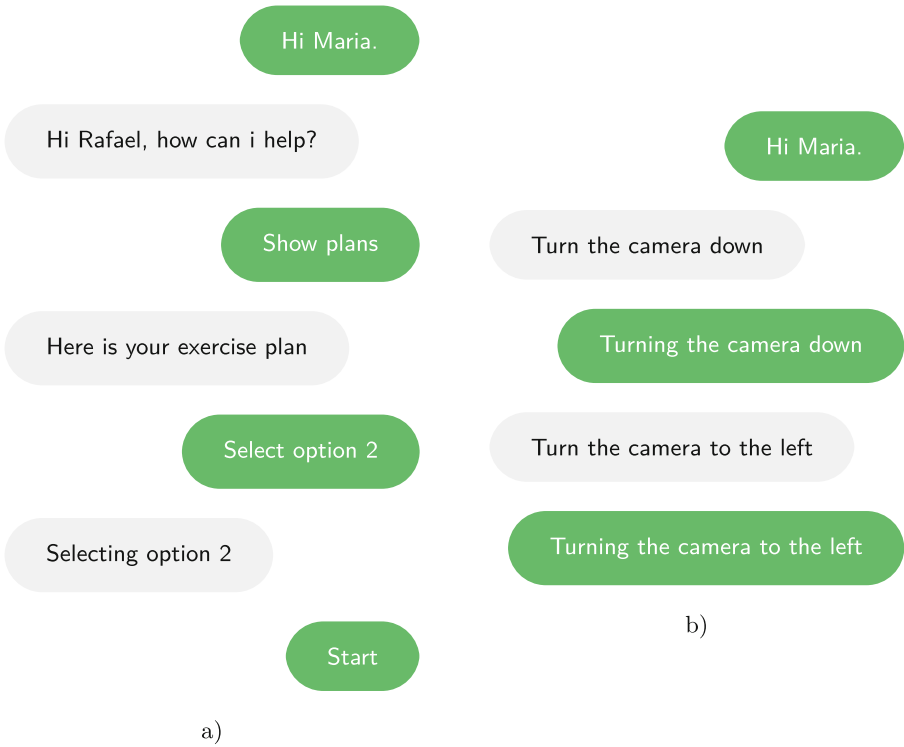 Hi Maria.
Hi Rafael, how can i help?
Show plans
Here is your exercise plan
Select option 2
Selecting option 2
Start
a)
Hi Maria.
Turn the camera down
Turning the camera down
Turn the camera to the left
Turning the camera to the left
b)